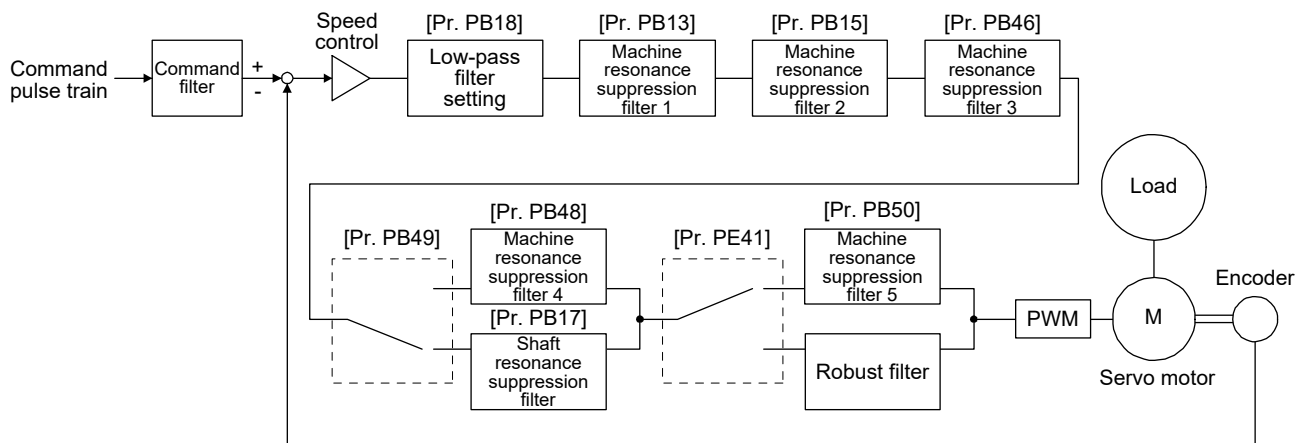 Command
pulse train
Command
filter
+
-
Speed
control
[Pr. PB18]
Low-pass
filter
setting
[Pr. PB13]
Machine
resonance
suppression
filter 1
[Pr. PB15]
Machine
resonance
suppression
filter 2
[Pr. PB46]
Machine
resonance
suppression
filter 3
[Pr. PB49]
[Pr. PB48]
Machine
resonance
suppression
filter 4
[Pr. PB17]
Shaft
resonance
suppression
filter
[Pr. PE41]
[Pr. PB50]
Machine
resonance
suppression
filter 5
Robust filter
PWM
Load
M
Servo motor
Encoder